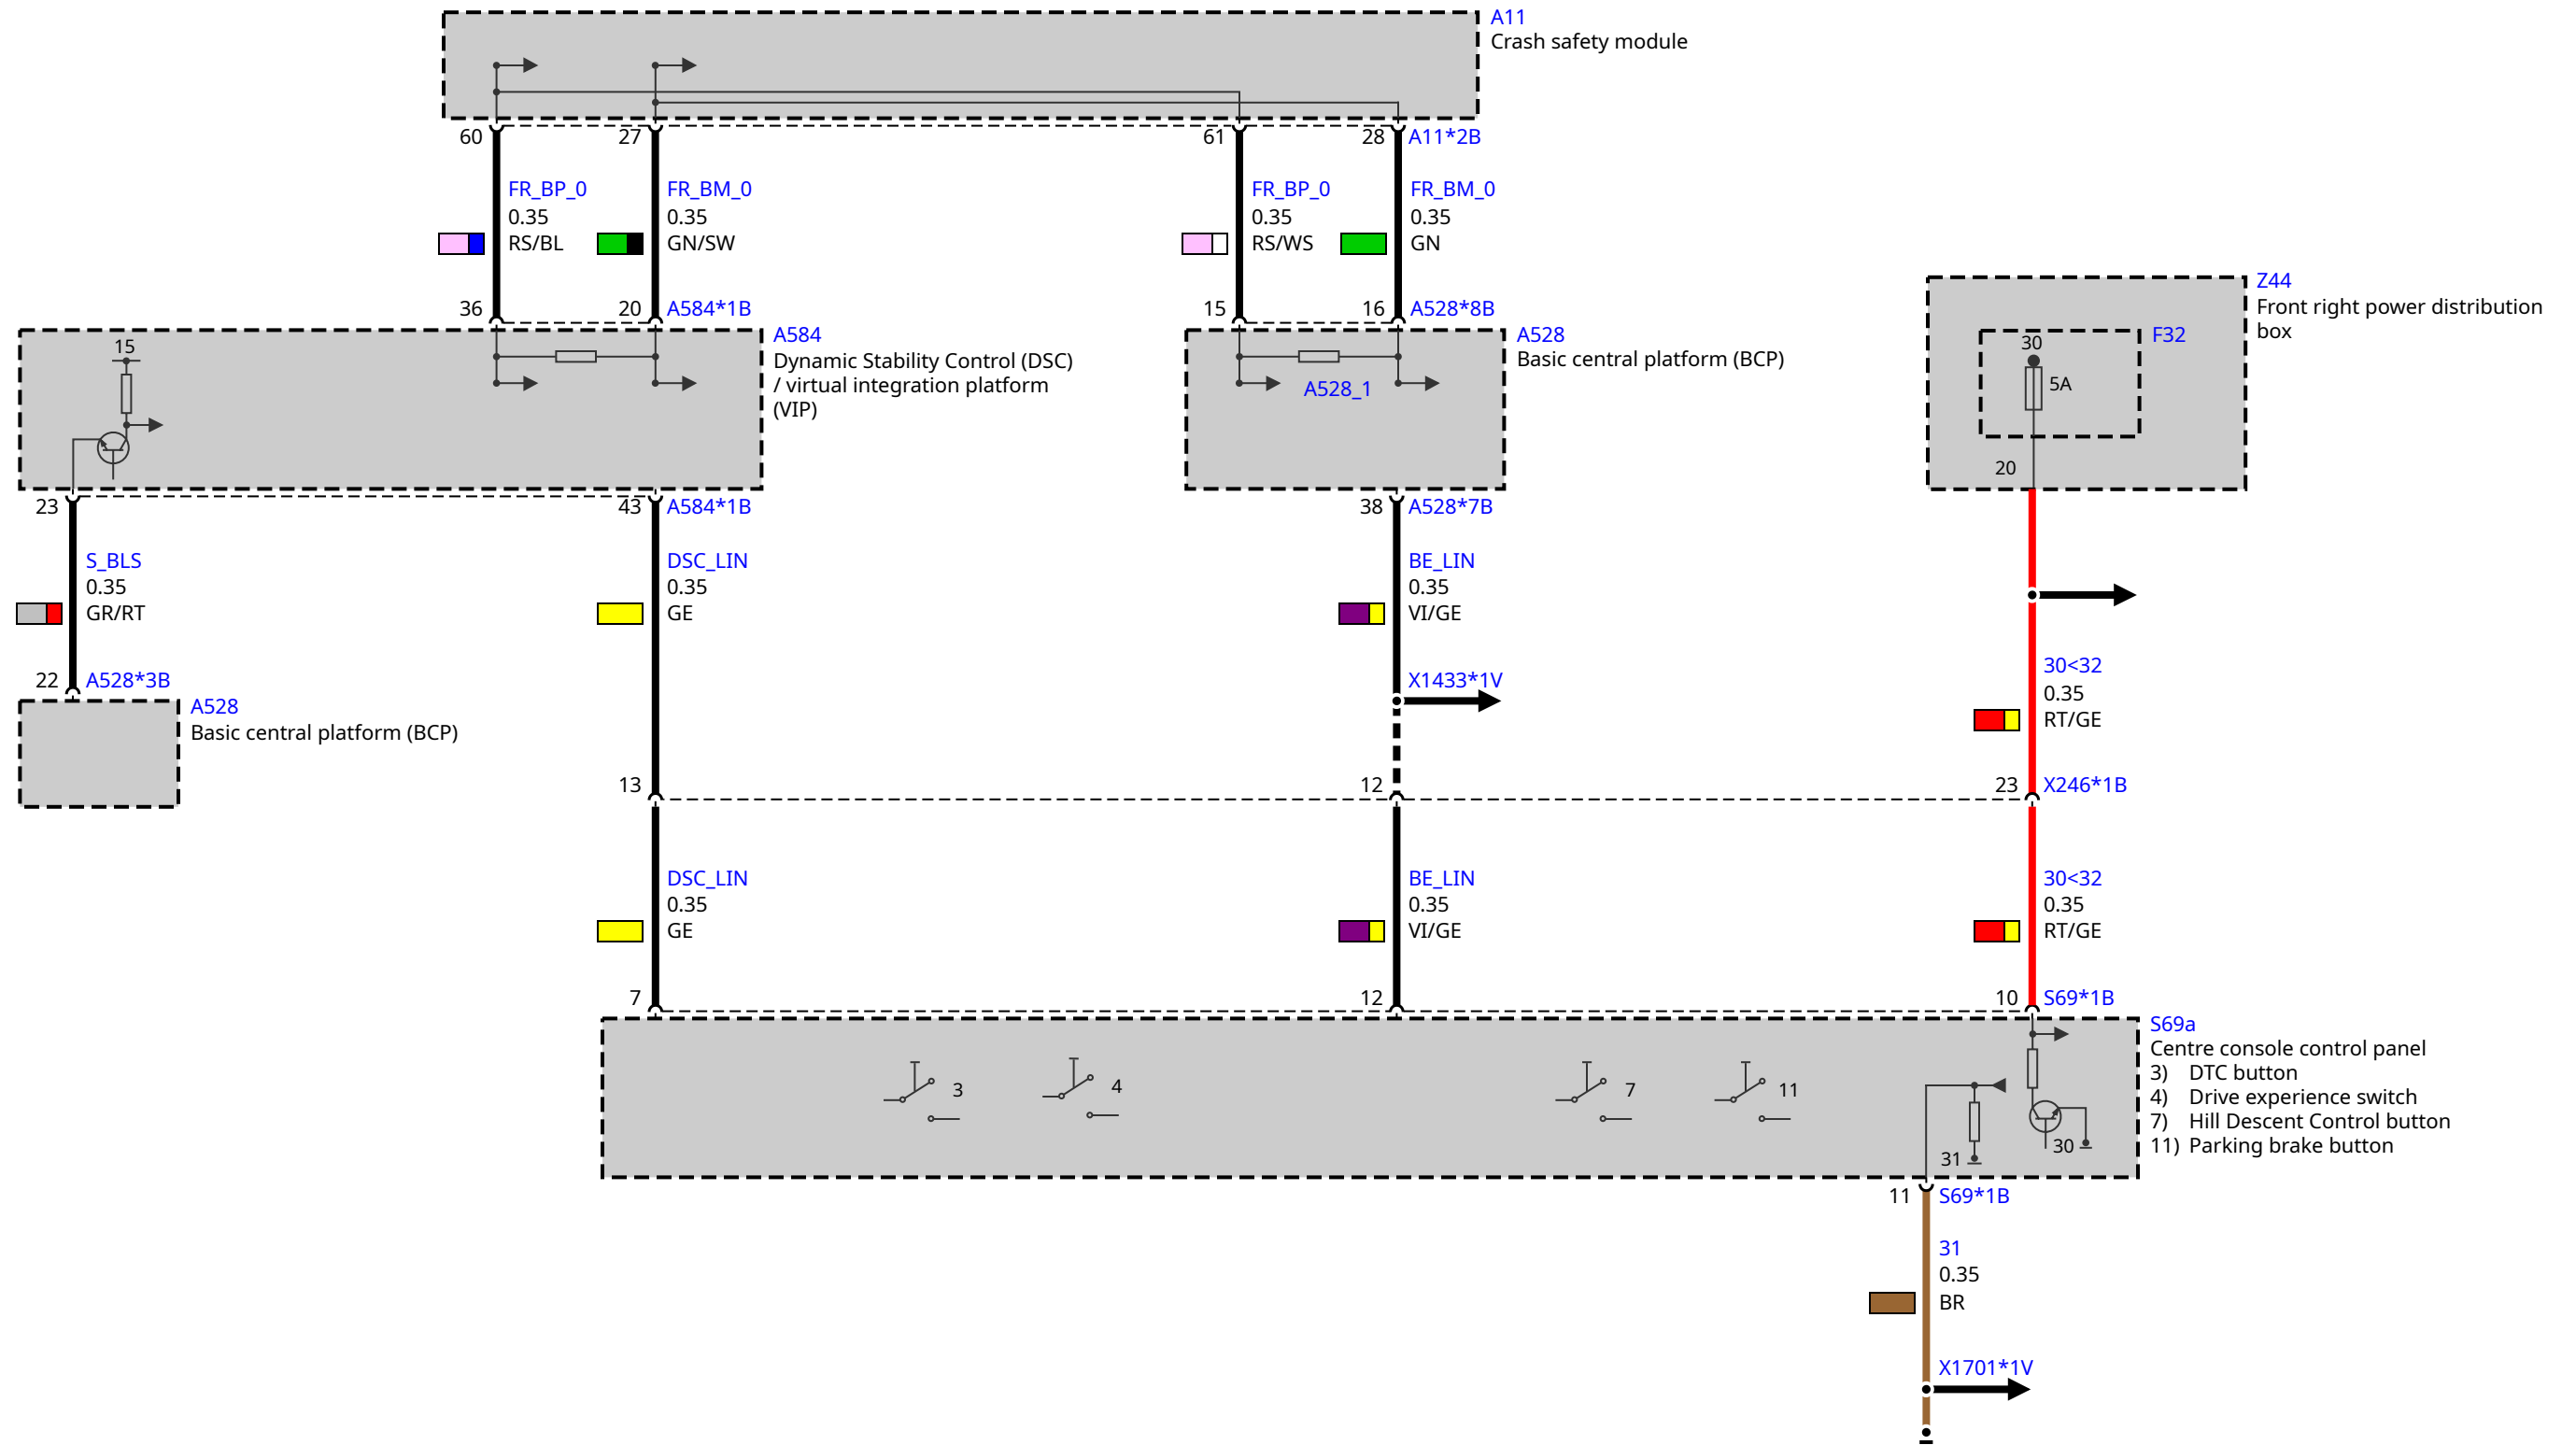 A11
Crash safety module
60
27
61
28
A11*2B
FR_BP_0
0.35
RS/BL
FR_BM_0
0.35
GN/SW
FR_BP_0
0.35
RS/WS
FR_BM_0
0.35
GN
36
20
A584*1B
15
16
A528*8B
A584
Dynamic Stability Control (DSC)
/ virtual integration platform
(VIP)
15
A528
Basic central platform (BCP)
A528_1
Z44
Front right power distribution
box
F32
30
5A
20
23
43
A584*1B
38
A528*7B
S_BLS
0.35
GR/RT
DSC_LIN
0.35
GE
BE_LIN
0.35
VI/GE
22
A528*3B
A528
Basic central platform (BCP)
X1433*1V
30<32
0.35
RT/GE
13
12
23
X246*1B
DSC_LIN
0.35
GE
BE_LIN
0.35
VI/GE
30<32
0.35
RT/GE
7
12
10
S69*1B
S69a
Centre console control panel
3) DTC button
4) Drive experience switch
7) Hill Descent Control button
11) Parking brake button
3
4
7
11
31
30
11
S69*1B
31
0.35
BR
X1701*1V